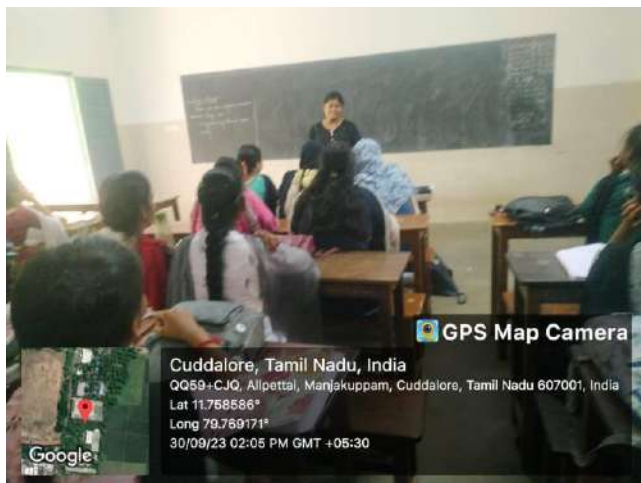 GPS Map Camera
Cuddalore, Tamil Nadu, India
QQ59+CJQ, Allpettai, Manjakuppam, Cuddalore, Tamil Nadu 607001, India
Lat 11.758586°
Long 79.769171°
30/09/23 02:05 PM GMT +05:30
Google